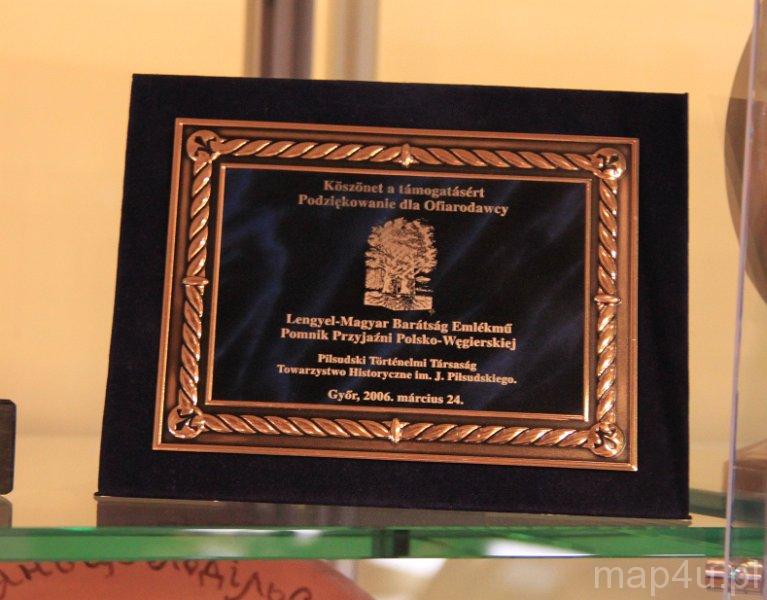 Köszönet a támogatásért
Podziękowanie dla Ofiarodawcy
Lengyel-Magyar Barátság Emlékmű
Pomnik Przyjaźni Polsko-Węgierskiej
Piłsudski Történelmi Társaság
Towarzystwo Historyczne im. J. Piłsudskiego.
Győr, 2006. március 24.
map4u.pl